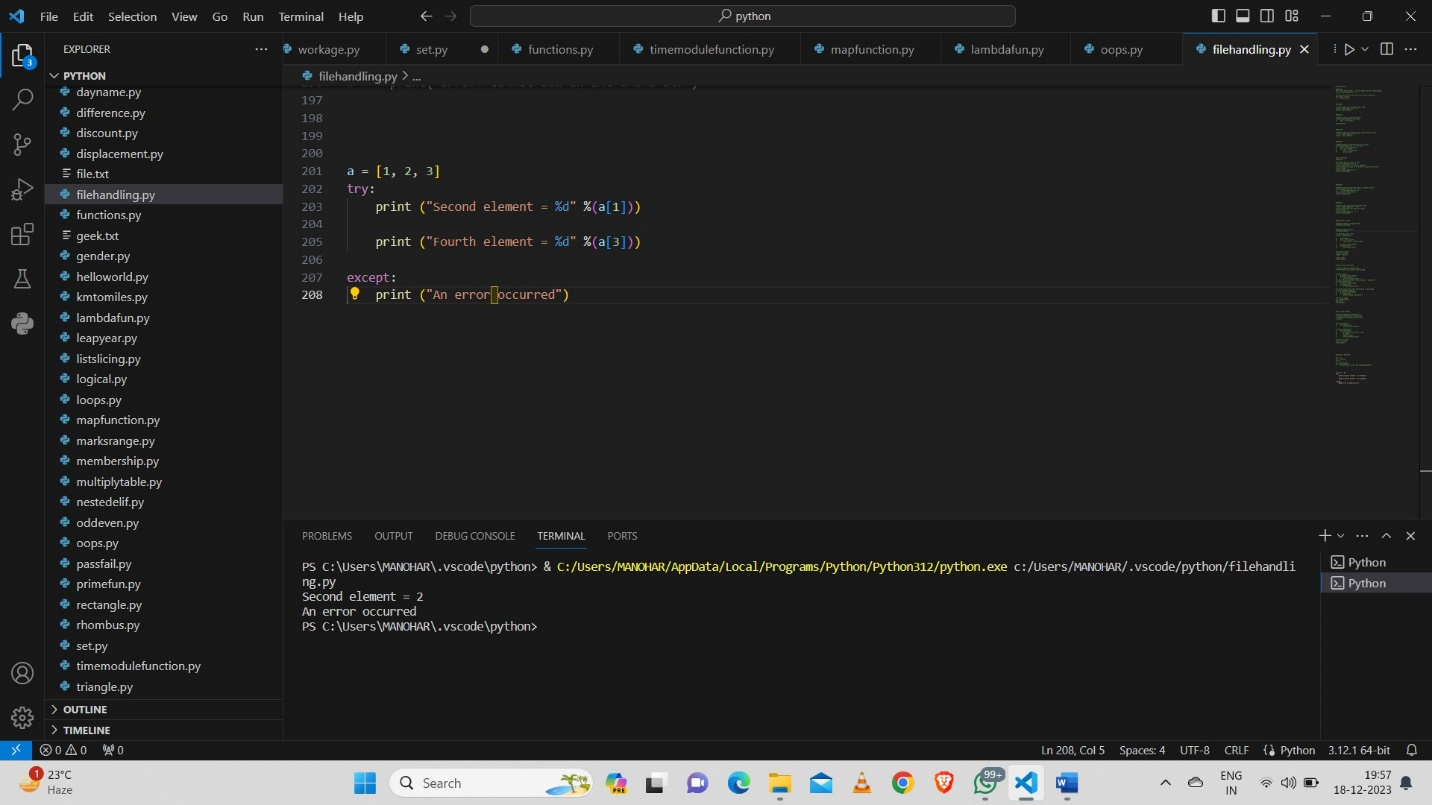 File Edit Selection View Go Run Terminal Help
python
EXPLORER
workage.py set.py functions.py timemodulefunction.py mapfunction.py lambdafun.py oops.py filehandling.py
PYTHON
filehandling.py > ...
dayname.py
difference.py
discount.py
displacement.py
file.txt
filehandling.py
functions.py
geek.txt
gender.py
helloworld.py
kmtomiles.py
lambdafun.py
leapyear.py
listslicing.py
logical.py
loops.py
mapfunction.py
marksrange.py
membership.py
multiplytable.py
nestedelif.py
oddeven.py
oops.py
passfail.py
primefun.py
rectangle.py
rhombus.py
set.py
timemodulefunction.py
triangle.py
OUTLINE
TIMELINE
3
197
198
199
200
201 a = [1, 2, 3]
202 try:
203 print ("Second element = %d" %(a[1]))
204
205 print ("Fourth element = %d" %(a[3]))
206
207 except:
208 print ("An error occurred")
PROBLEMS OUTPUT DEBUG CONSOLE TERMINAL PORTS
PS C:\Users\MANOHAR\.vscode\python> & C:/Users/MANOHAR/AppData/Local/Programs/Python/Python312/python.exe c:/Users/MANOHAR/.vscode/python/filehandli
ng.py
Second element = 2
An error occurred
PS C:\Users\MANOHAR\.vscode\python>
Python
Python
0 0 0
Ln 208, Col 5 Spaces: 4 UTF-8 CRLF Python 3.12.1 64-bit
1
23°C
Haze
Search
PRE
99+
ENG
IN
19:57
18-12-2023